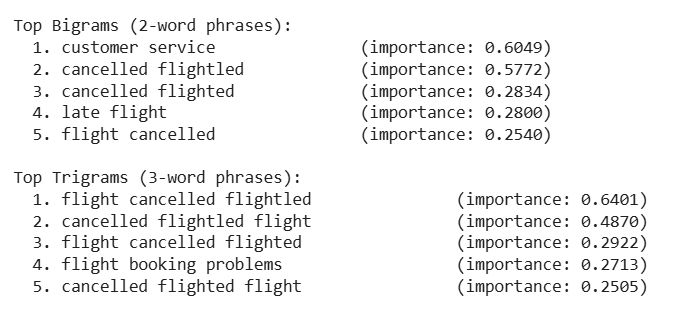 Top Bigrams (2-word phrases):
1. customer service (importance: 0.6049)
2. cancelled flightled (importance: 0.5772)
3. cancelled flighted (importance: 0.2834)
4. late flight (importance: 0.2800)
5. flight cancelled (importance: 0.2540)
Top Trigrams (3-word phrases):
1. flight cancelled flightled (importance: 0.6401)
2. cancelled flightled flight (importance: 0.4870)
3. flight cancelled flighted (importance: 0.2922)
4. flight booking problems (importance: 0.2713)
5. cancelled flighted flight (importance: 0.2505)